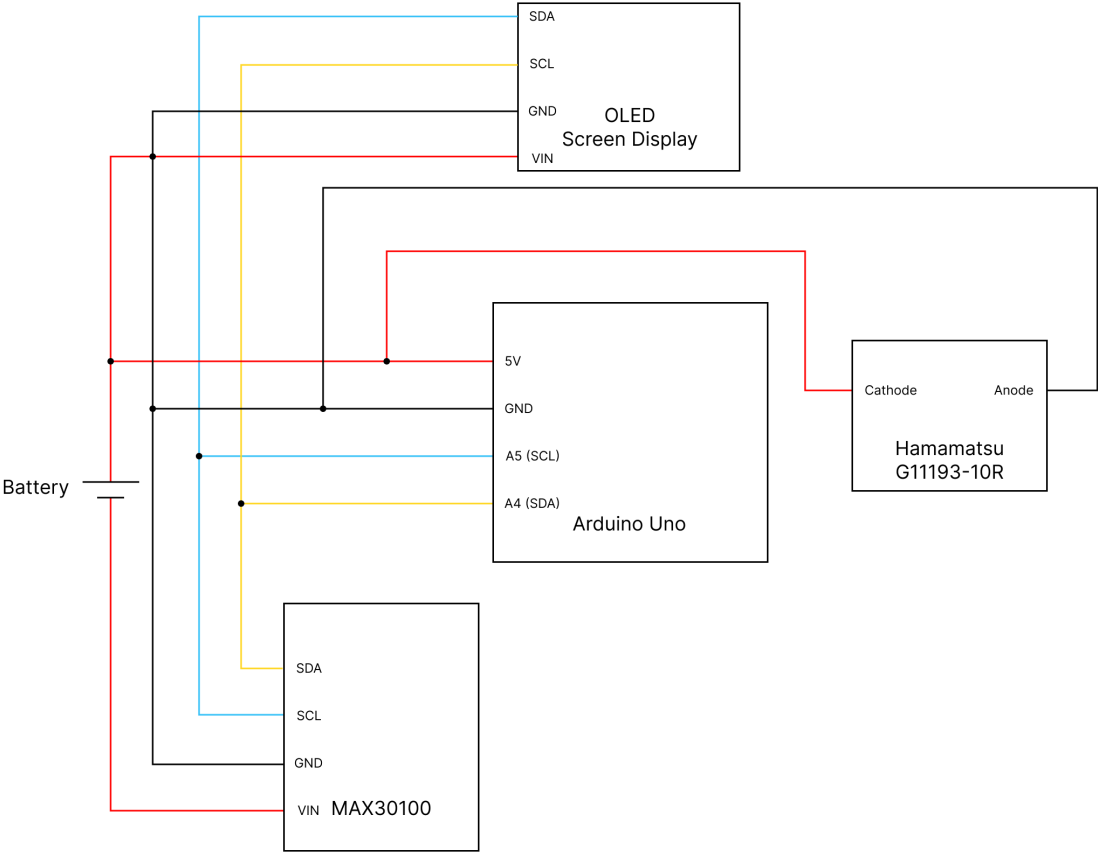 SDA
SCL
GND
OLED
Screen Display
VIN
5V
GND
A5 (SCL)
A4 (SDA)
Arduino Uno
Cathode
Anode
Hamamatsu
G11193-10R
Battery
SDA
SCL
GND
VIN
MAX30100